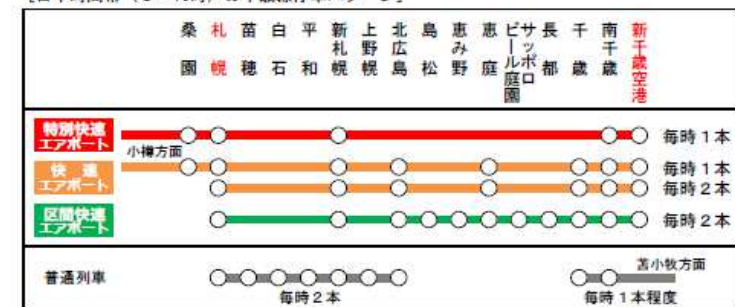 桑園
札幌
苗穂
白石
平和
新札幌
上野幌
北広島
島松
恵み野
恵庭
サッポロビール庭園
長都
千歳
南千歳
新千歳空港
特別快速
エアポート
毎時1本
小樽方面
快速
エアポート
毎時1本
毎時2本
区間快速
エアポート
毎時2本
苫小牧方面
普通列車
毎時2本
毎時1本程度